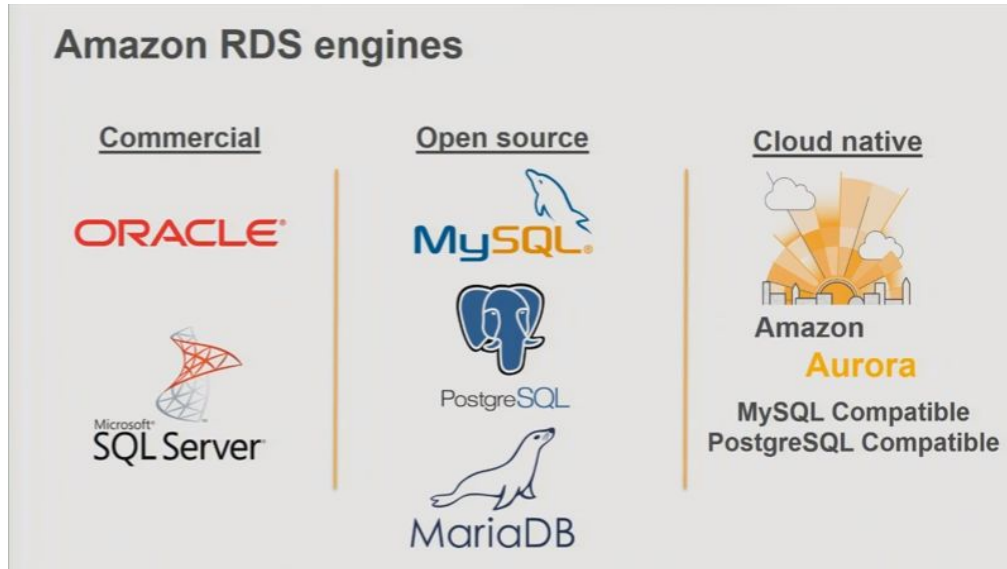 Amazon RDS engines
Commercial
ORACLE®
Microsoft®
SQL Server®
Open source
MySQL®
PostgreSQL
MariaDB
Cloud native
Amazon
Aurora
MySQL Compatible
PostgreSQL Compatible